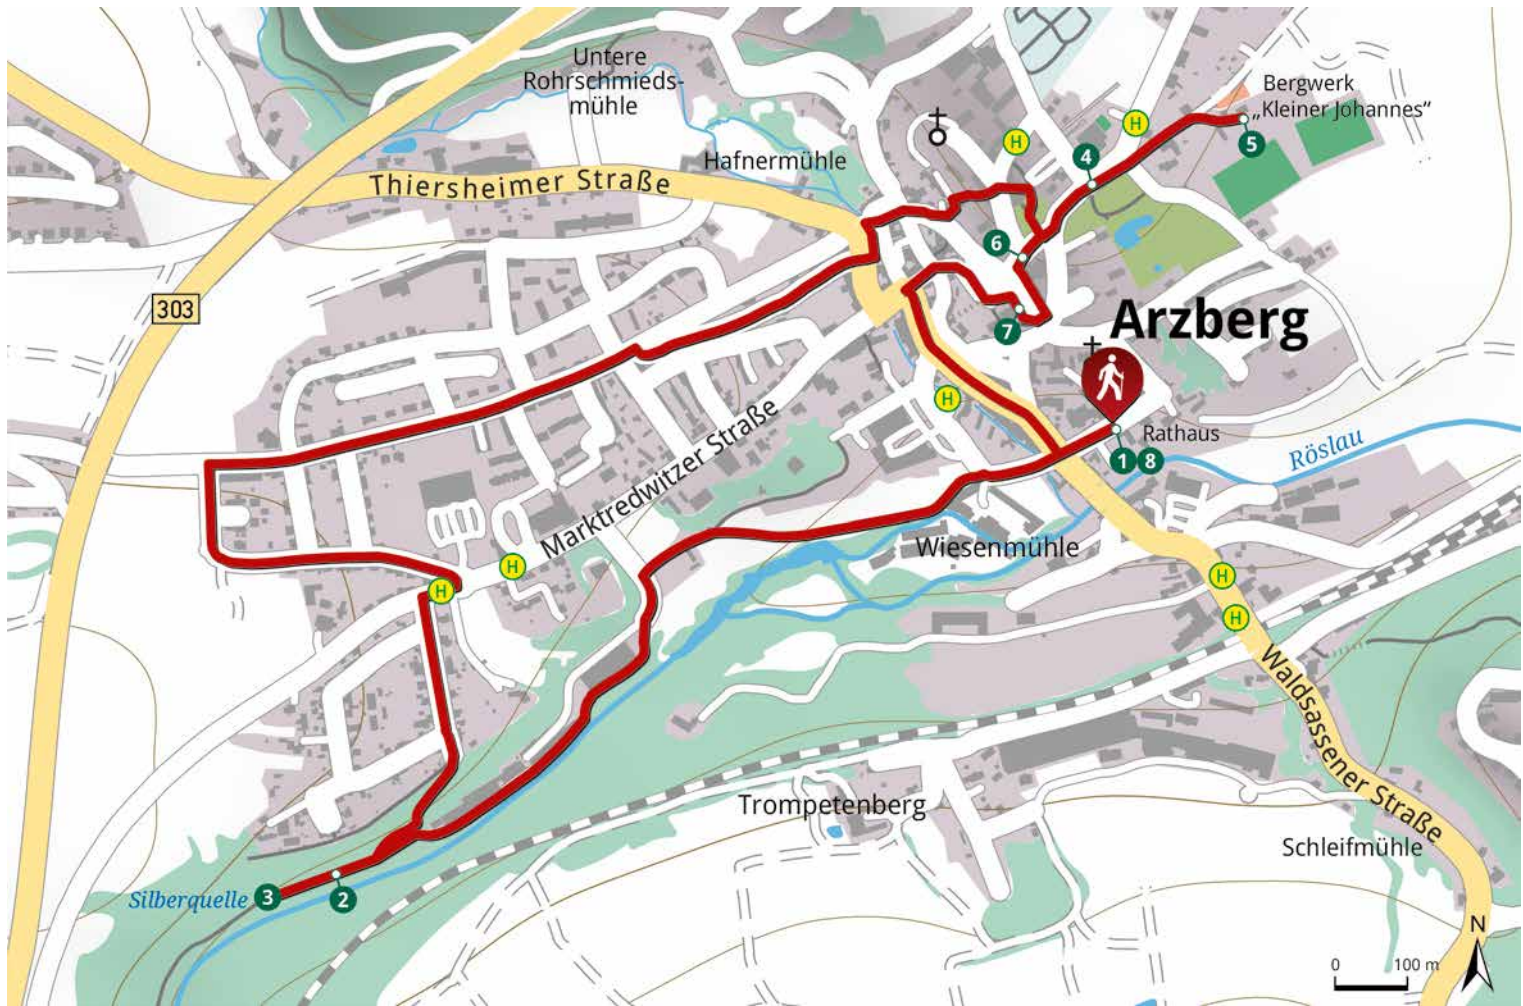 Untere
Rohrschmieds-
mühle
Bergwerk
„Kleiner Johannes“
H
H
5
4
Hafnermühle
Thiersheimer Straße
6
303
7
Arzberg
H
Rathaus
Röslau
1
8
Marktredwitzer Straße
Wiesenmühle
H
H
H
H
Waldsassener Straße
Trompetenberg
Schleifmühle
Silberquelle
3
2
N
0
100 m